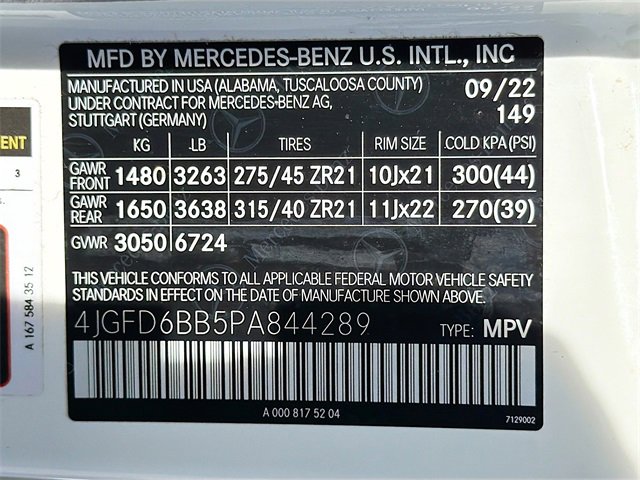 MFD BY MERCEDES-BENZ U.S. INTL., INC
MANUFACTURED IN USA (ALABAMA, TUSCALOOSA COUNTY) 09/22
UNDER CONTRACT FOR MERCEDES-BENZ AG, 149
STUTTGART (GERMANY)
KG LB TIRES RIM SIZE COLD KPA (PSI)
GAWR FRONT 1480 3263 275/45 ZR21 10Jx21 300(44)
GAWR REAR 1650 3638 315/40 ZR21 11Jx22 270(39)
GVWR 3050 6724
THIS VEHICLE CONFORMS TO ALL APPLICABLE FEDERAL MOTOR VEHICLE SAFETY
STANDARDS IN EFFECT ON THE DATE OF MANUFACTURE SHOWN ABOVE.
4JGFD6BB5PA844289 TYPE: MPV
A 000 817 52 04
7129002
3
A 167 584 35 12